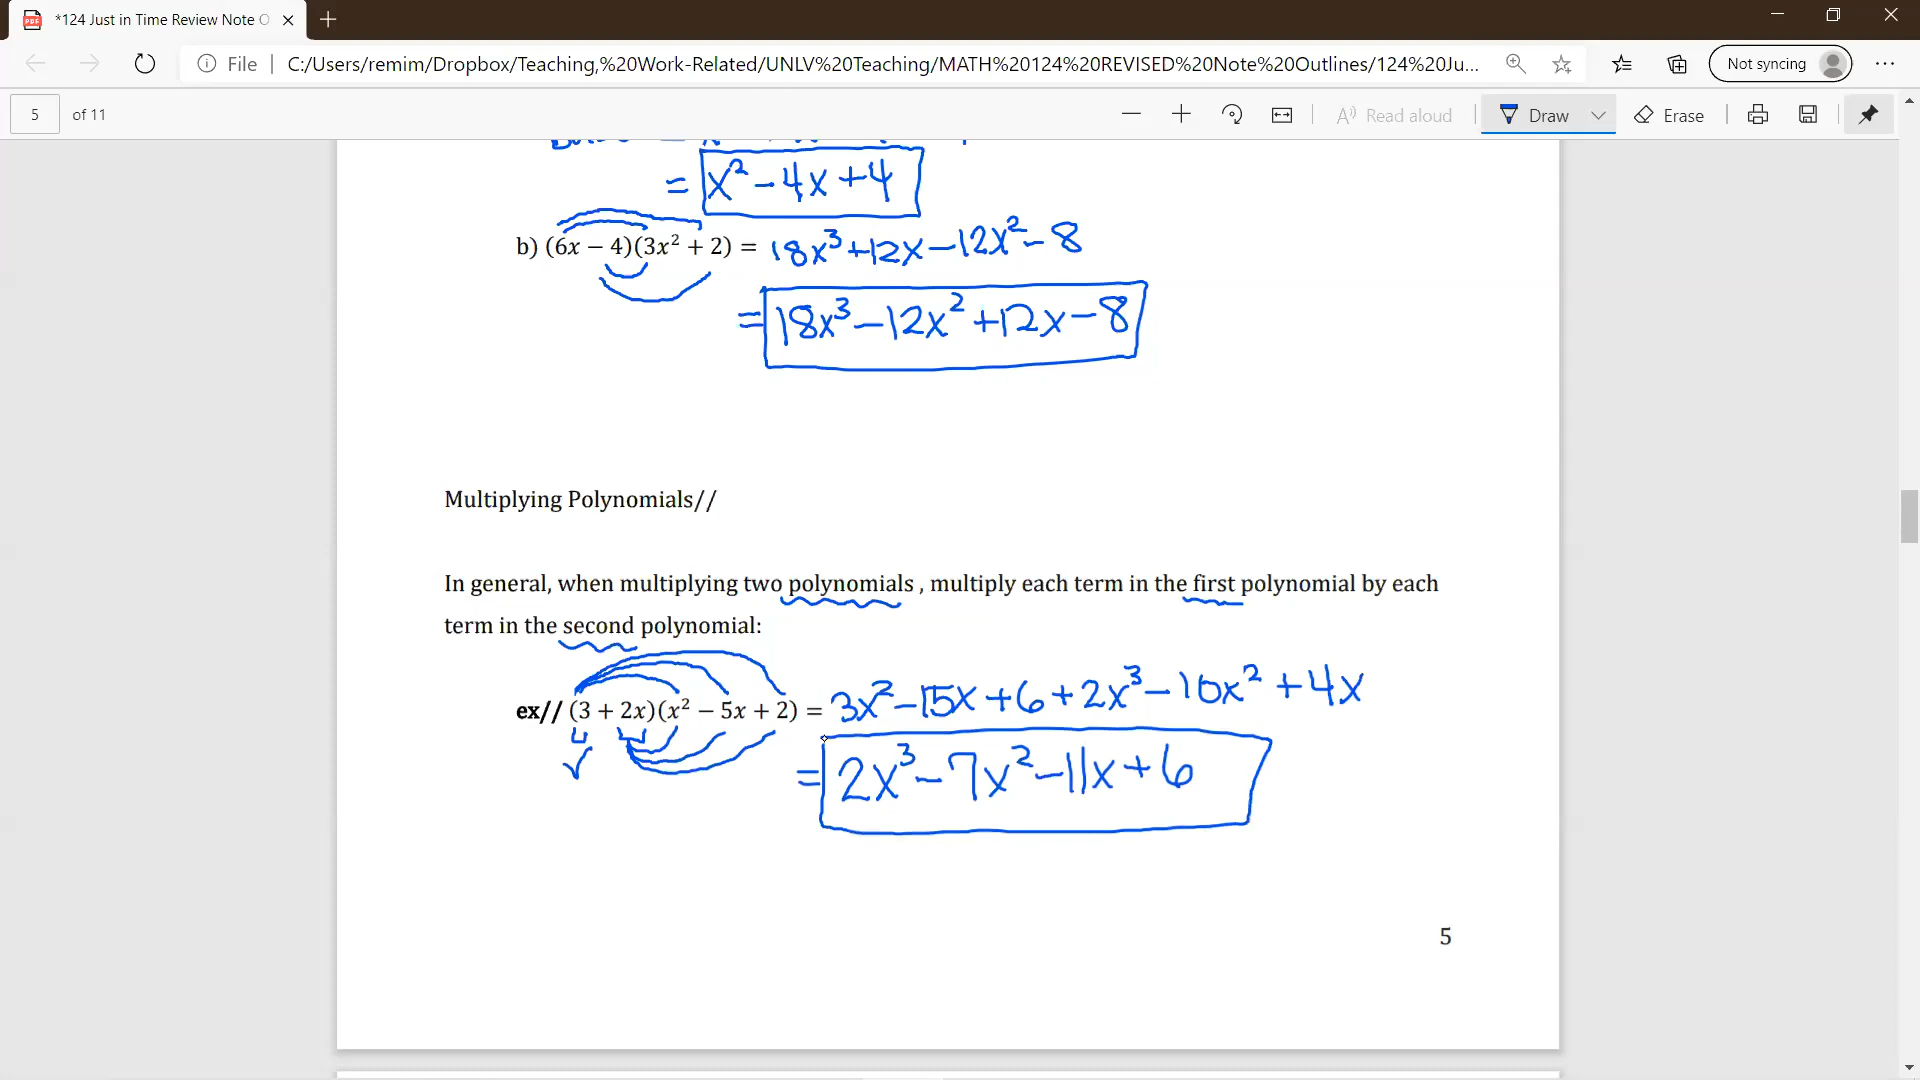 *124 Just in Time Review Note O
File | C:/Users/remim/Dropbox/Teaching,%20Work-Related/UNLV%20Teaching/MATH%20124%20REVISED%20Note%20Outlines/124%20Ju... Not syncing
5 of 11 Read aloud Draw Erase
= x² - 4x + 4
b) (6x − 4)(3x² + 2) = 18x³ + 12x - 12x² - 8
= 18x³ - 12x² + 12x - 8
Multiplying Polynomials//
In general, when multiplying two polynomials , multiply each term in the first polynomial by each
term in the second polynomial:
ex// (3 + 2x)(x² − 5x + 2) = 3x² - 15x + 6 + 2x³ - 10x² + 4x
= 2x³ - 7x² - 11x + 6
5